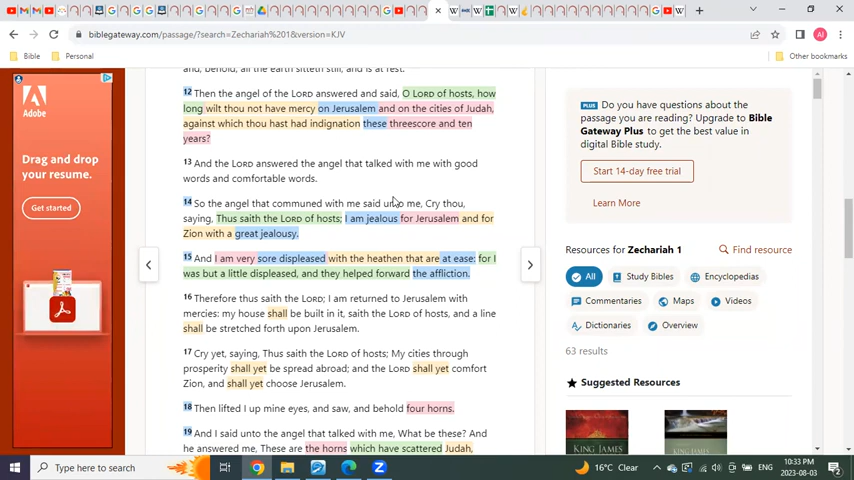 biblegateway.com/passage/?search=Zechariah%201&version=KJV
Bible
Personal
Other bookmarks
and, behold, all the earth sitteth still, and is at rest.
12 Then the angel of the LORD answered and said, O LORD of hosts, how
long wilt thou not have mercy on Jerusalem and on the cities of Judah,
against which thou hast had indignation these threescore and ten
years?
13 And the LORD answered the angel that talked with me with good
words and comfortable words.
14 So the angel that communed with me said unto me, Cry thou,
saying, Thus saith the LORD of hosts; I am jealous for Jerusalem and for
Zion with a great jealousy.
15 And I am very sore displeased with the heathen that are at ease: for I
was but a little displeased, and they helped forward the affliction.
16 Therefore thus saith the LORD; I am returned to Jerusalem with
mercies: my house shall be built in it, saith the LORD of hosts, and a line
shall be stretched forth upon Jerusalem.
17 Cry yet, saying, Thus saith the LORD of hosts; My cities through
prosperity shall yet be spread abroad; and the LORD shall yet comfort
Zion, and shall yet choose Jerusalem.
18 Then lifted I up mine eyes, and saw, and behold four horns.
19 And I said unto the angel that talked with me, What be these? And
he answered me, These are the horns which have scattered Judah,
Adobe
Drag and drop
your resume.
Get started
PLUS Do you have questions about the
passage you are reading? Upgrade to Bible
Gateway Plus to get the best value in
digital Bible study.
Start 14-day free trial
Learn More
Resources for Zechariah 1
Find resource
All
Study Bibles
Encyclopedias
Commentaries
Maps
Videos
Dictionaries
Overview
63 results
Suggested Resources
KING JAMES
Type here to search
16°C Clear
ENG
10:33 PM
2023-08-03
2